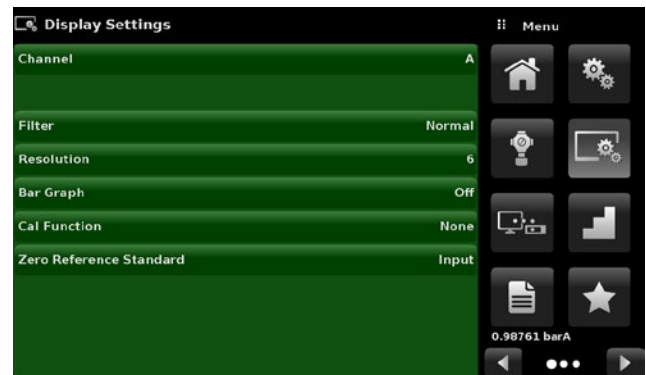 Display Settings
Menu
Channel A
Filter Normal
Resolution 6
Bar Graph Off
Cal Function None
Zero Reference Standard Input
0.98761 barA